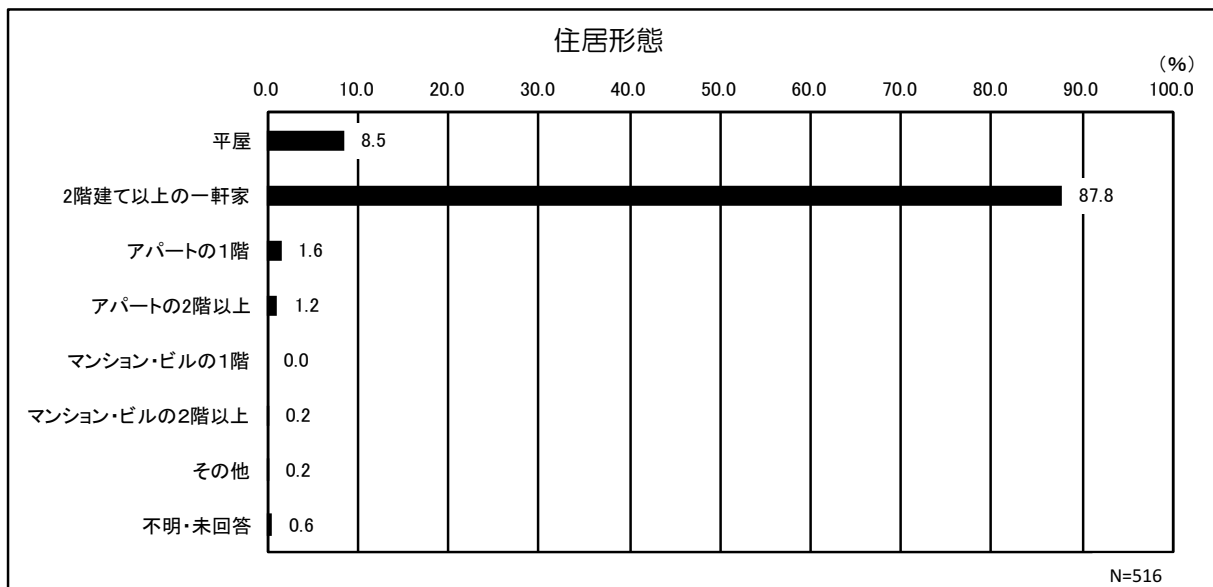 住居形態
(%)
0.0 10.0 20.0 30.0 40.0 50.0 60.0 70.0 80.0 90.0 100.0
平屋 8.5
2階建て以上の一軒家 87.8
アパートの１階 1.6
アパートの2階以上 1.2
マンション・ビルの１階 0.0
マンション・ビルの２階以上 0.2
その他 0.2
不明・未回答 0.6
N=516